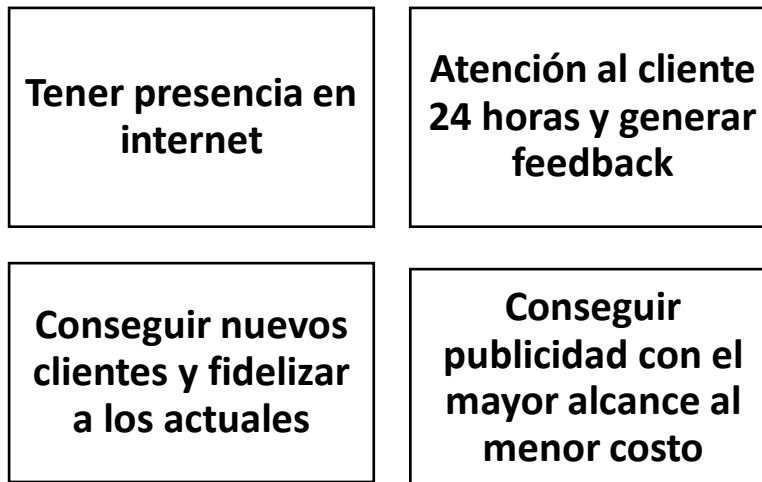 Tener presencia en
internet
Atención al cliente
24 horas y generar
feedback
Conseguir nuevos
clientes y fidelizar
a los actuales
Conseguir
publicidad con el
mayor alcance al
menor costo